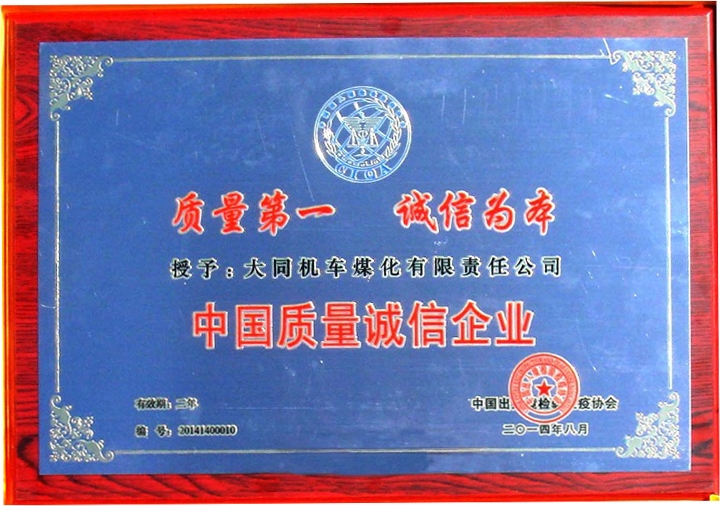 质量第一 诚信为本
授予：大同机车煤化有限责任公司
中国质量诚信企业
有效期：三年
中国出 检 疫协会
编 号：20141400010
二〇一四年八月